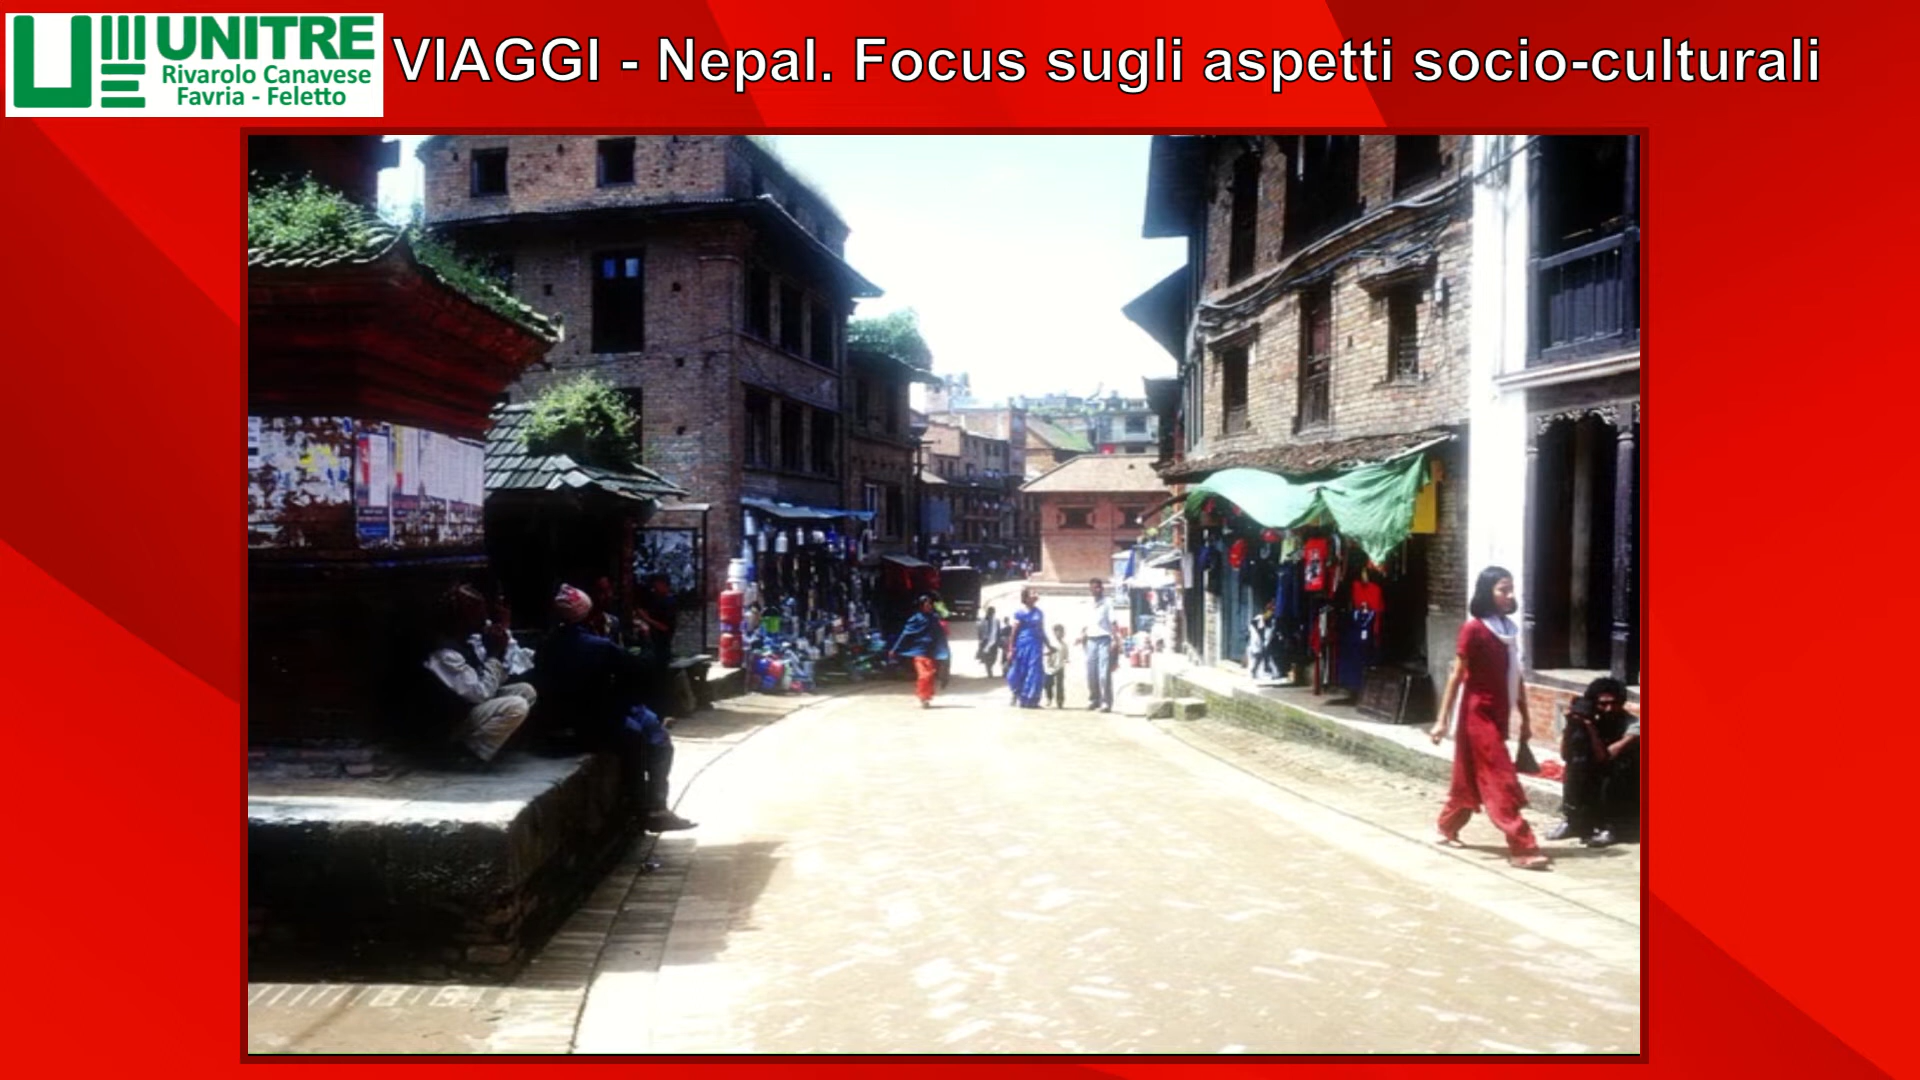 UNITRE
Rivarolo Canavese
Favria - Feletto
VIAGGI - Nepal. Focus sugli aspetti socio-culturali